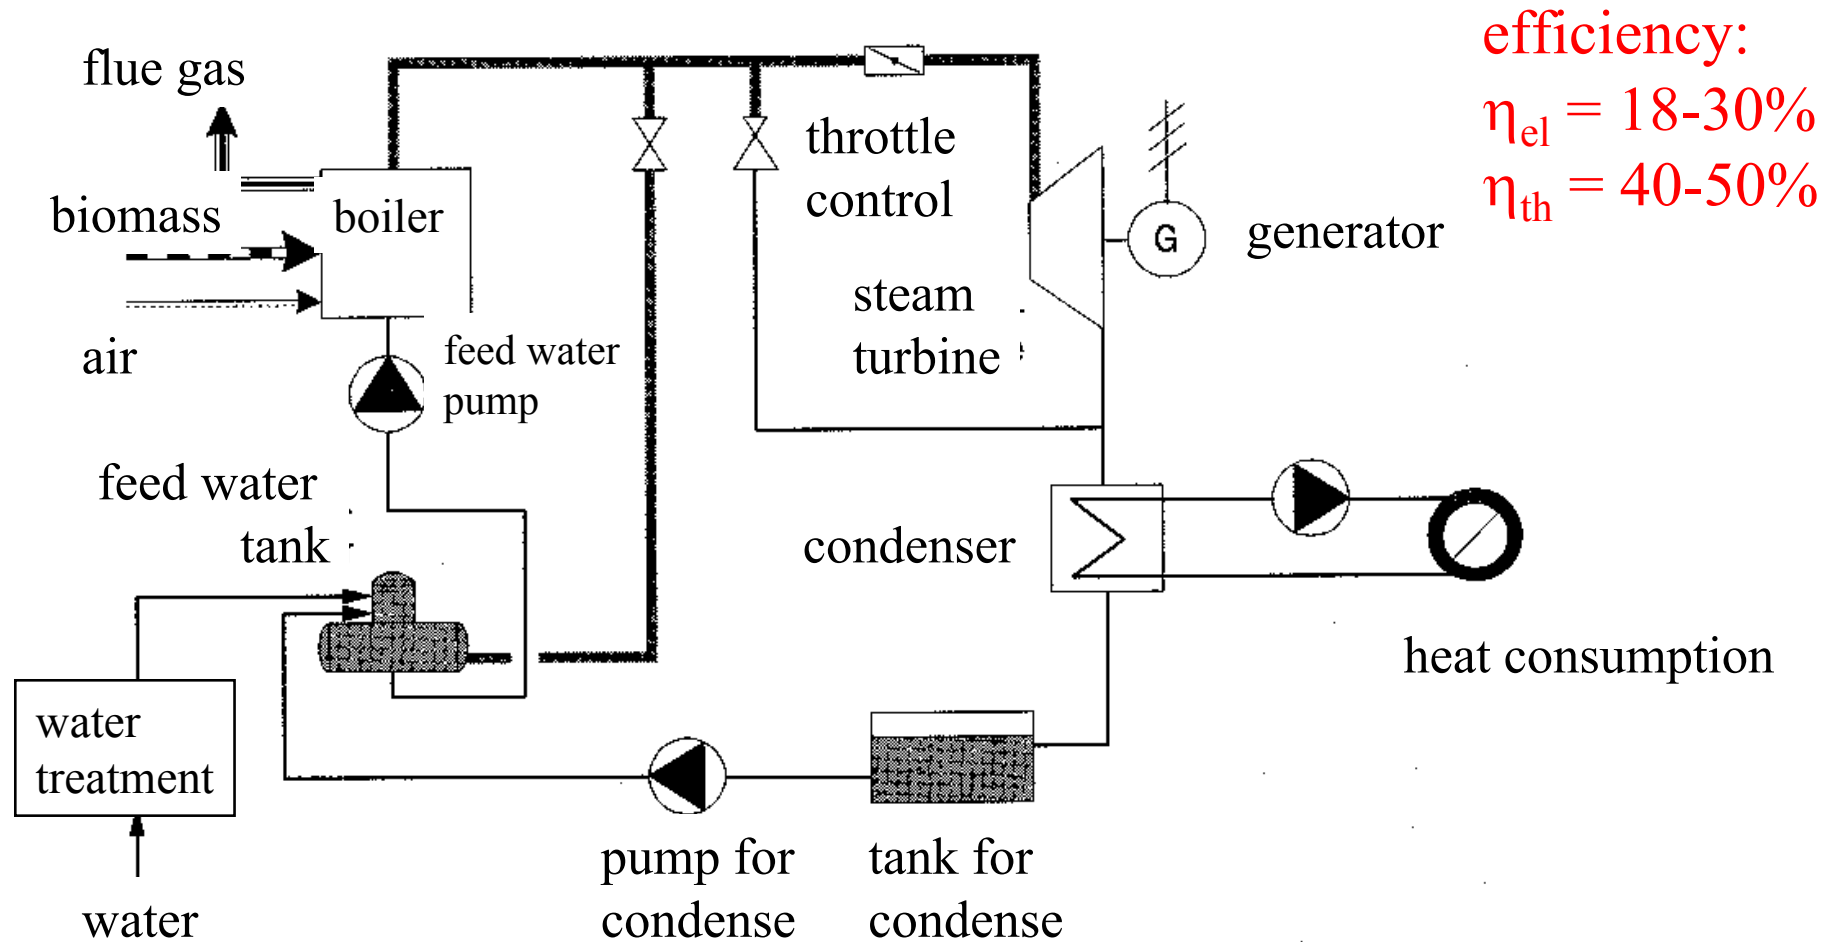 efficiency:
ηel = 18-30%
ηth = 40-50%
flue gas
biomass
boiler
air
throttle
control
G
generator
steam
turbine
feed water
pump
feed water
tank
condenser
heat consumption
water
treatment
water
pump for
condense
tank for
condense